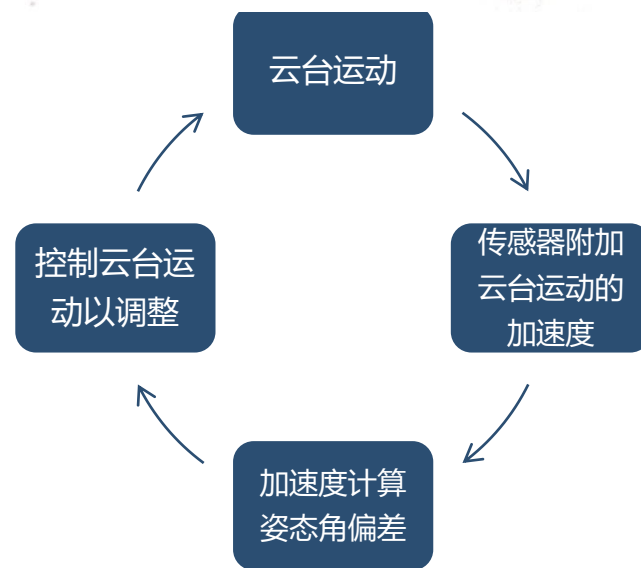 云台运动
传感器附加
云台运动的
加速度
加速度计算
姿态角偏差
控制云台运
动以调整